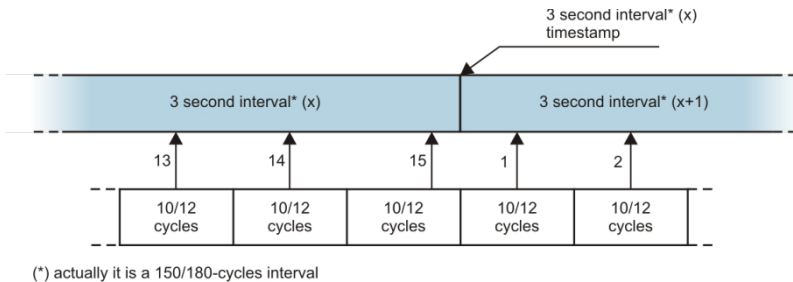 3 second interval* (x)
timestamp
3 second interval* (x)
3 second interval* (x+1)
13
14
15
1
2
10/12
cycles
10/12
cycles
10/12
cycles
10/12
cycles
10/12
cycles
(*) actually it is a 150/180-cycles interval